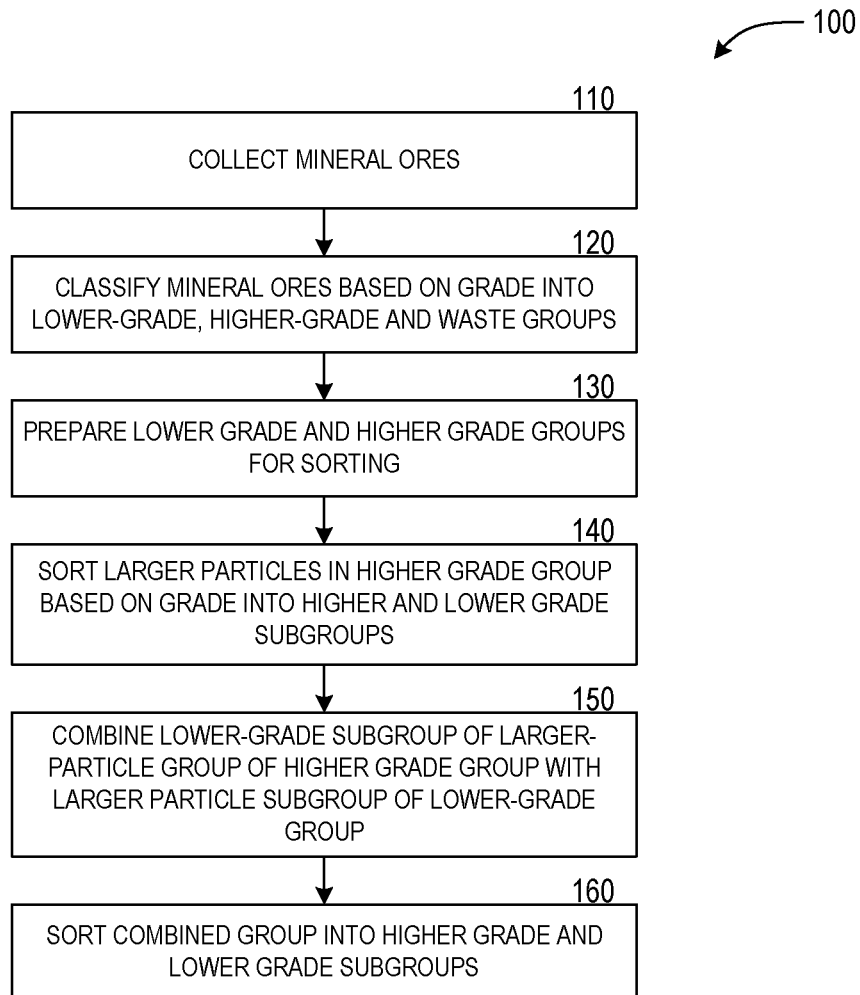 100
110
COLLECT MINERAL ORES
120
CLASSIFY MINERAL ORES BASED ON GRADE INTO
LOWER-GRADE, HIGHER-GRADE AND WASTE GROUPS
130
PREPARE LOWER GRADE AND HIGHER GRADE GROUPS
FOR SORTING
140
SORT LARGER PARTICLES IN HIGHER GRADE GROUP
BASED ON GRADE INTO HIGHER AND LOWER GRADE
SUBGROUPS
150
COMBINE LOWER-GRADE SUBGROUP OF LARGER-
PARTICLE GROUP OF HIGHER GRADE GROUP WITH
LARGER PARTICLE SUBGROUP OF LOWER-GRADE
GROUP
160
SORT COMBINED GROUP INTO HIGHER GRADE AND
LOWER GRADE SUBGROUPS